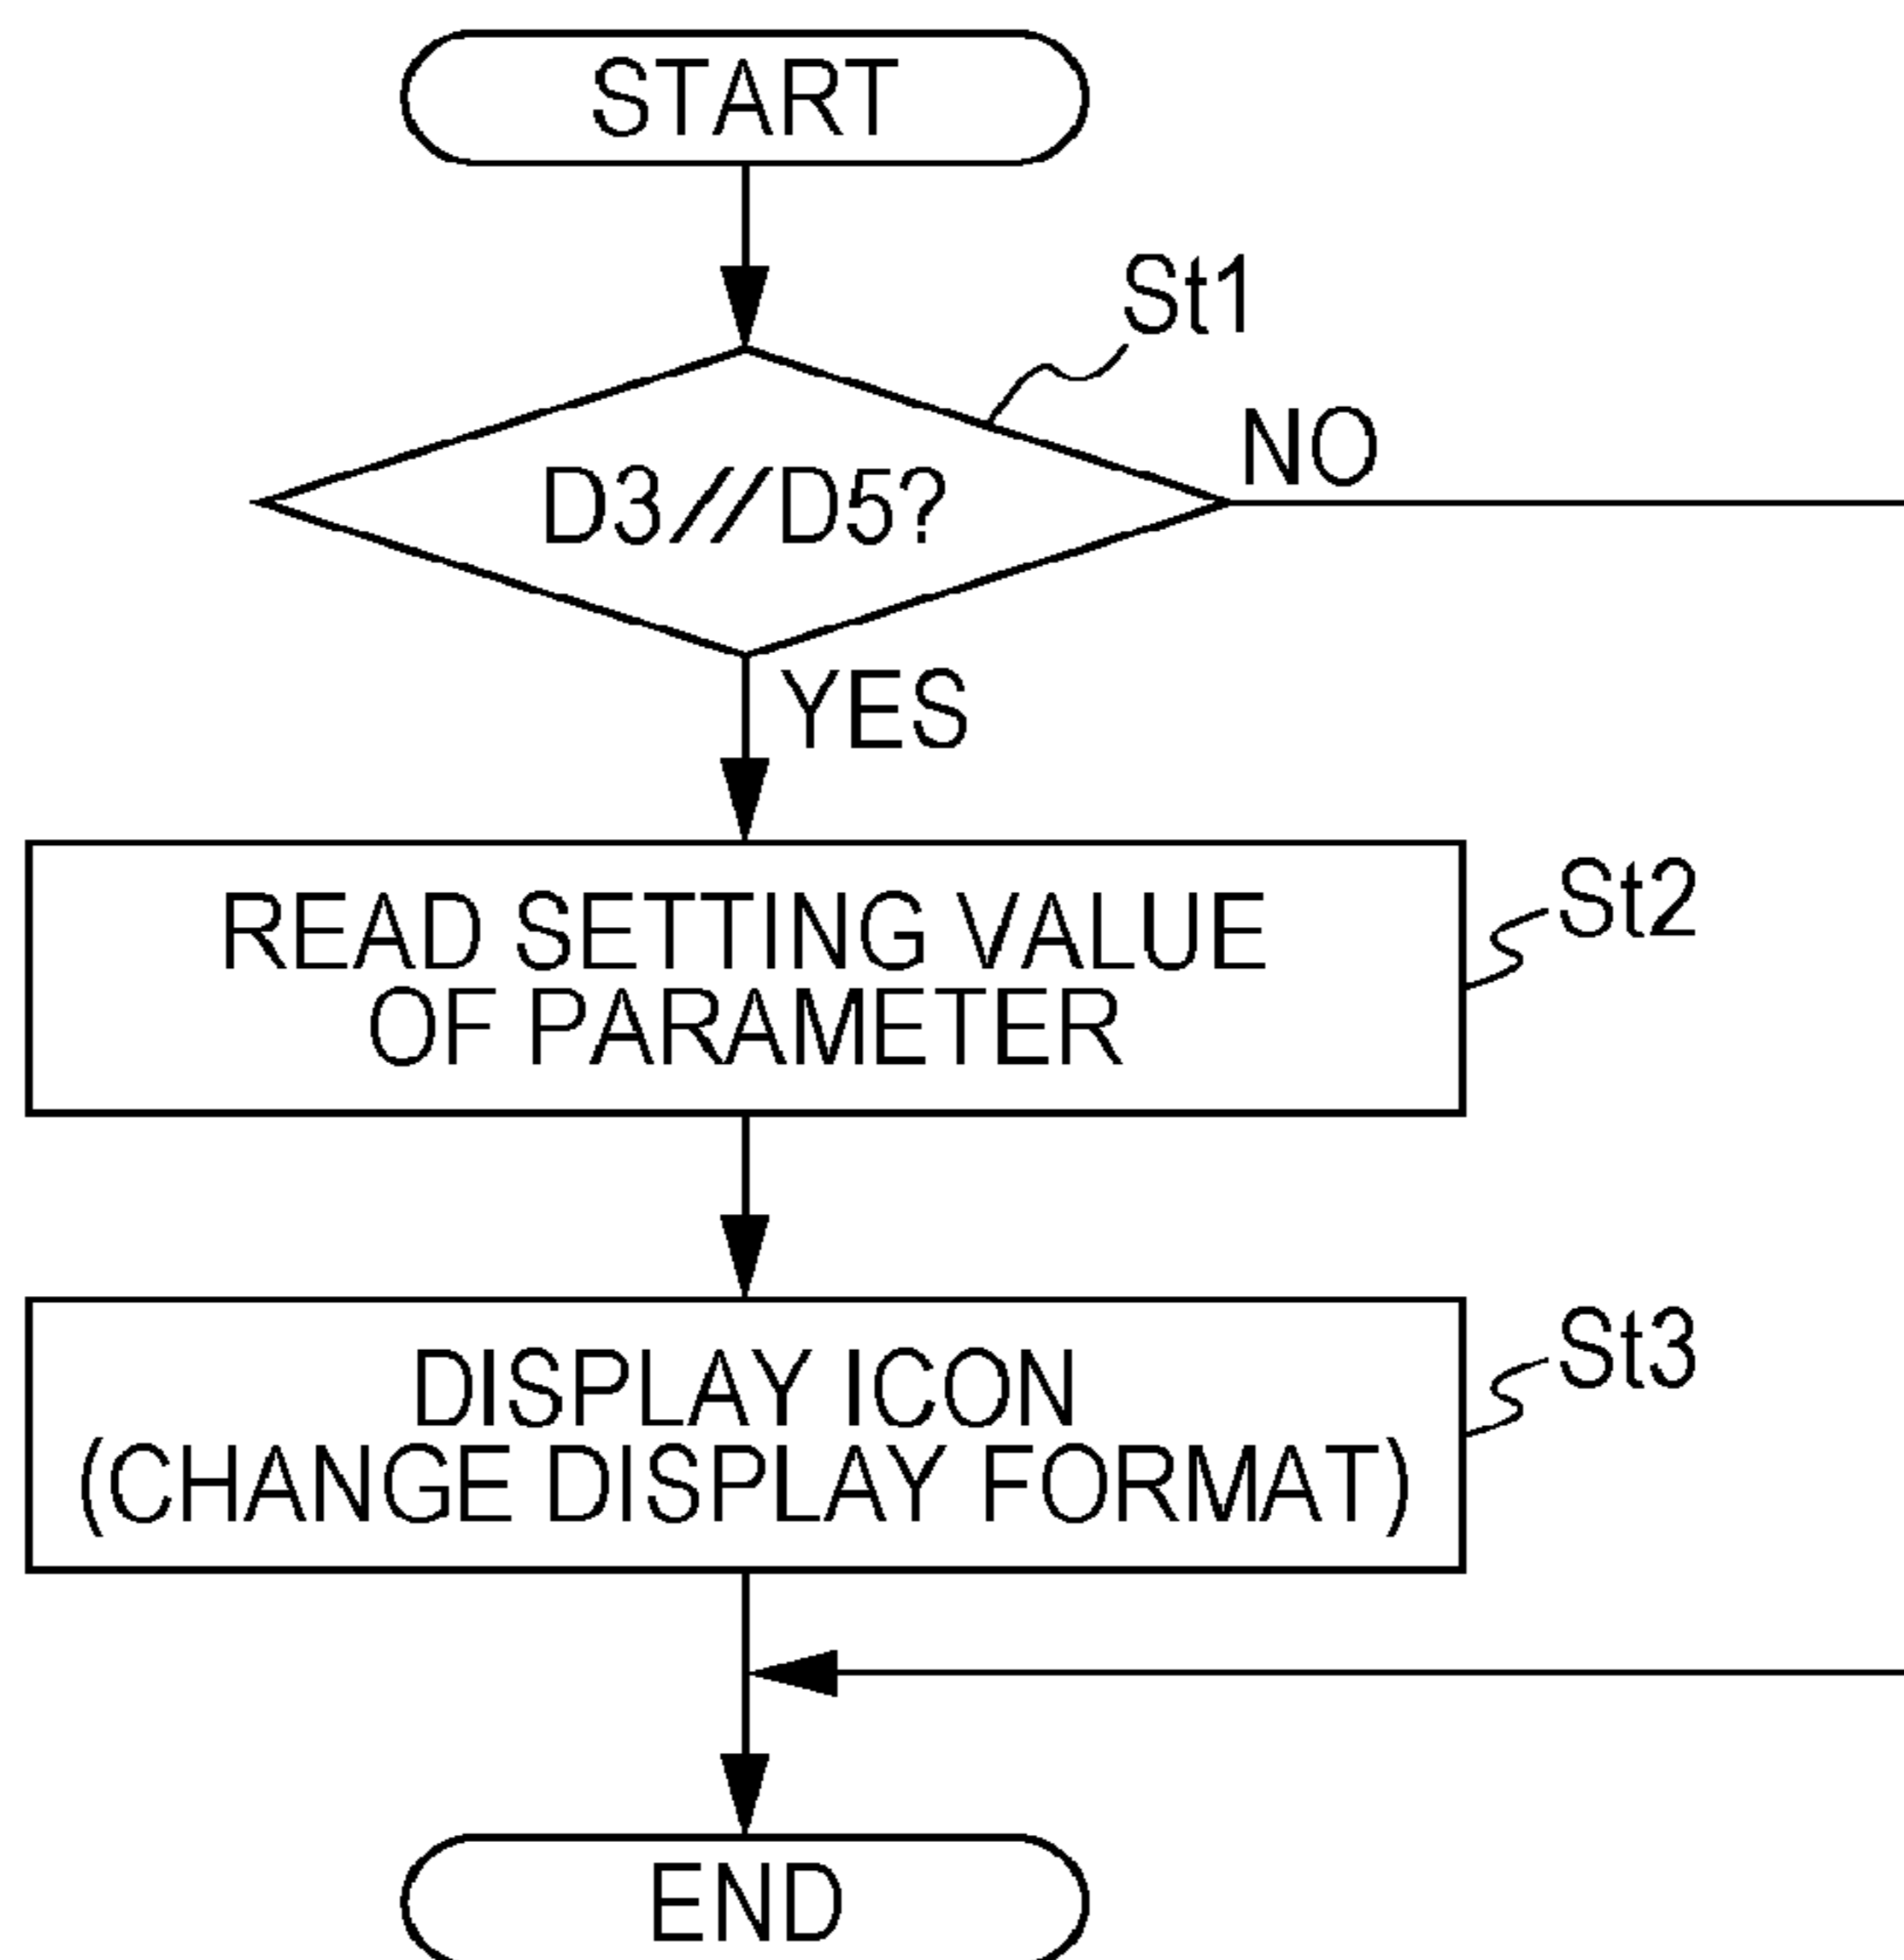 START
St1
NO
D3//D5?
YES
READ SETTING VALUE
OF PARAMETER
St2
DISPLAY ICON
(CHANGE DISPLAY FORMAT)
St3
END